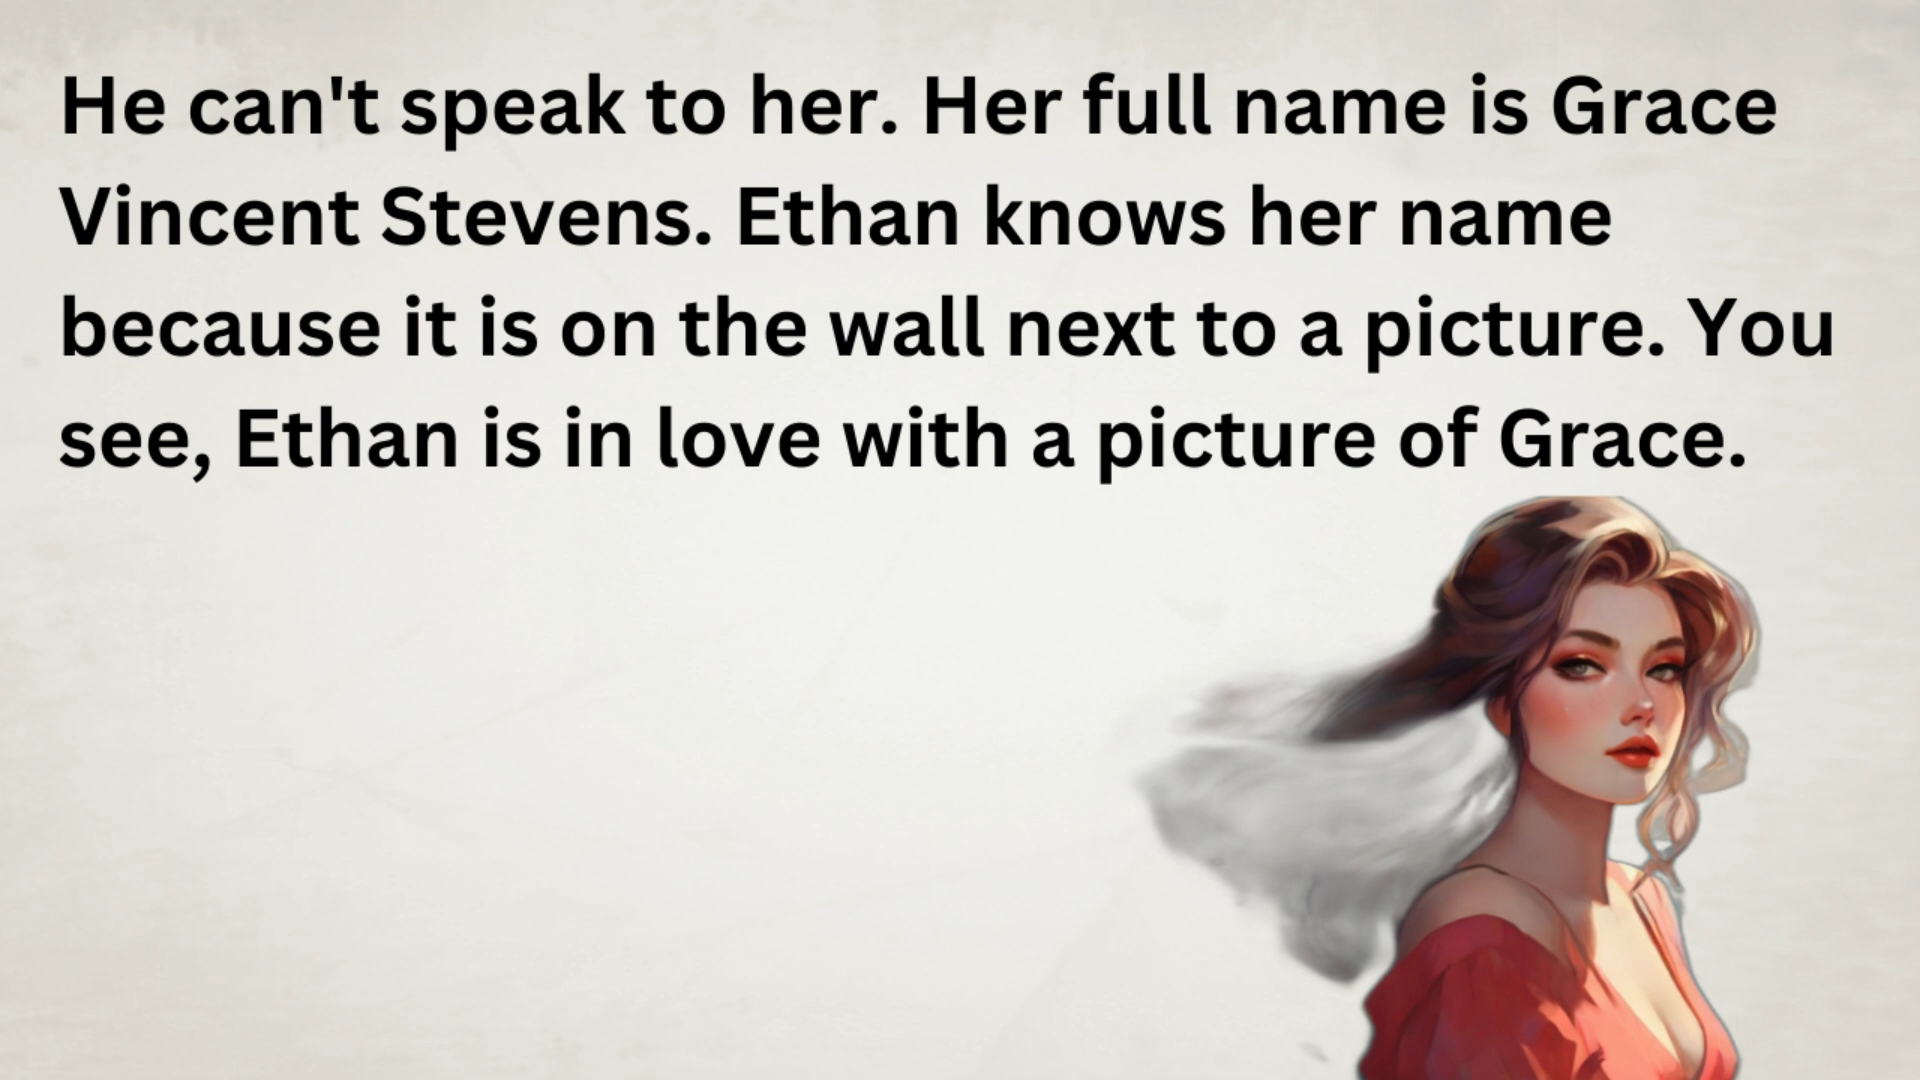 He can't speak to her. Her full name is Grace
Vincent Stevens. Ethan knows her name
because it is on the wall next to a picture. You
see, Ethan is in love with a picture of Grace.